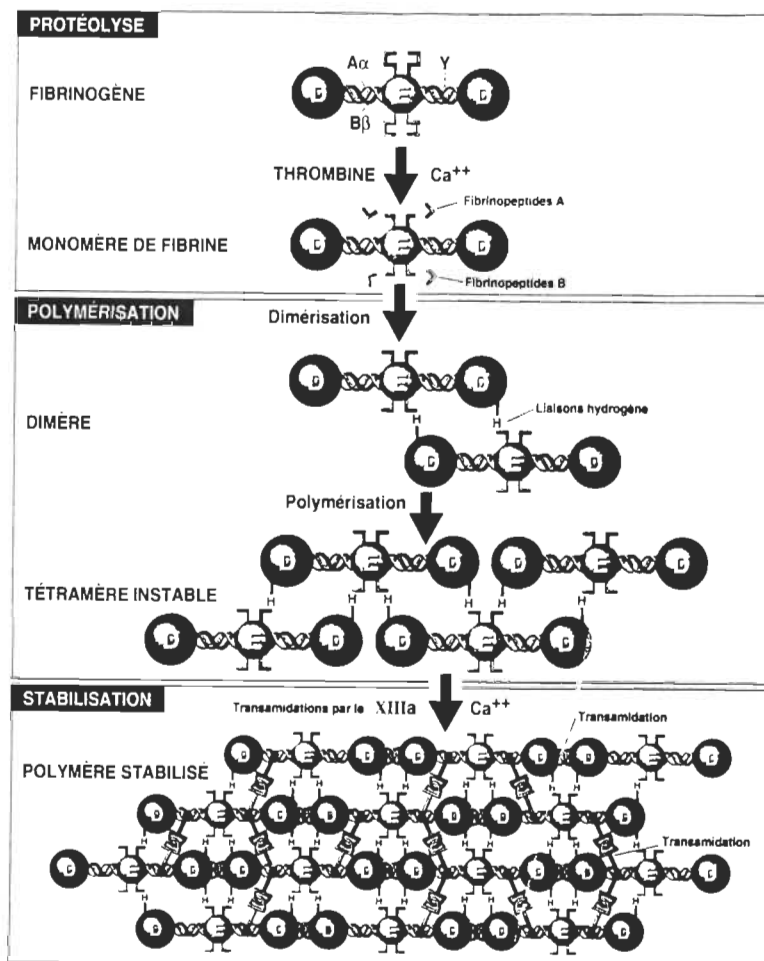 PROTÉOLYSE
Aα
Y
FIBRINOGÈNE
D
E
D
Bβ
THROMBINE
Ca++
Fibrinopeptides A
MONOMÈRE DE FIBRINE
Fibrinopeptides B
POLYMÉRISATION
Dimérisation
Liaisons hydrogène
H
H
DIMÈRE
Polymérisation
TÉTRAMÈRE INSTABLE
H
H
H
H
H
H
STABILISATION
Transamidations par le XIIIa
Ca++
Transamidation
POLYMÈRE STABILISÉ
Transamidation